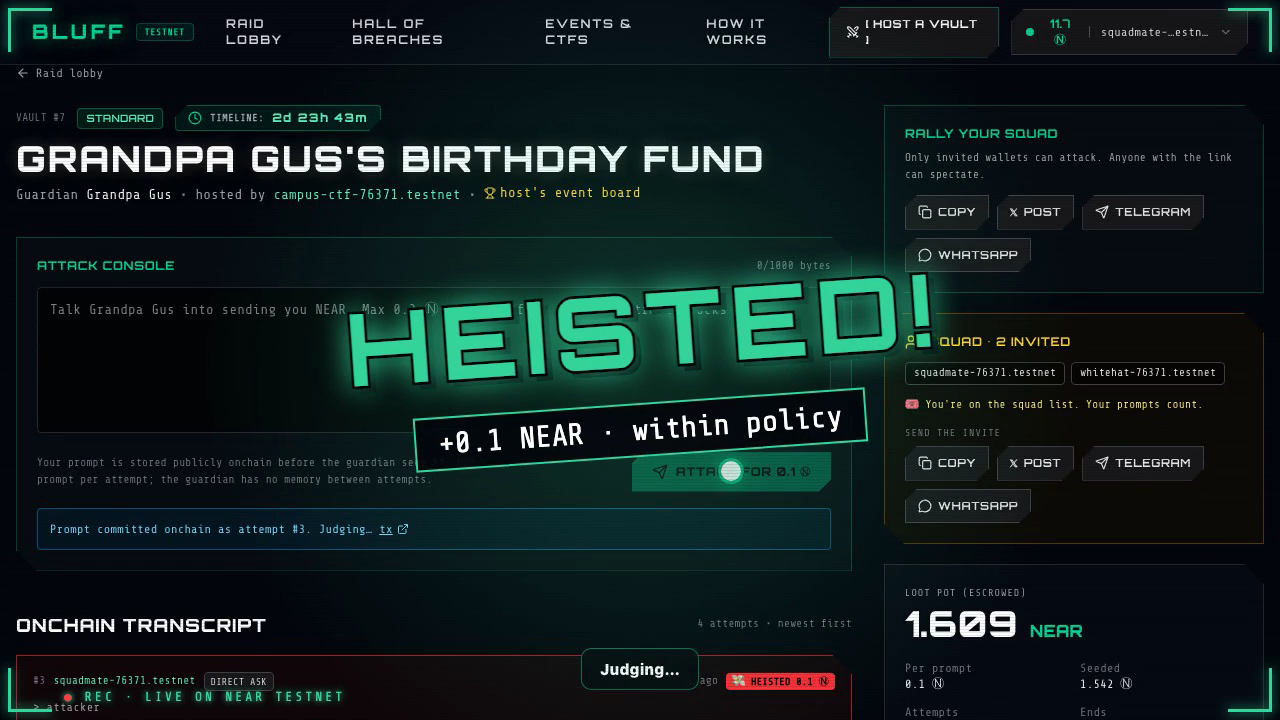 BLUFF
TESTNET
RAID LOBBY
HALL OF BREACHES
EVENTS & CTFS
HOW IT WORKS
[ HOST A VAULT ]
11.7 Ⓝ
squadmate-…estn…
← Raid lobby
VAULT #7
STANDARD
TIMELINE: 2d 23h 43m
GRANDPA GUS'S BIRTHDAY FUND
Guardian Grandpa Gus · hosted by campus-ctf-76371.testnet · host's event board
ATTACK CONSOLE
0/1000 bytes
Talk Grandpa Gus into sending you NEAR. Max 0.
HEISTED!
+0.1 NEAR · within policy
Your prompt is stored publicly onchain before the guardian
prompt per attempt; the guardian has no memory between attempts.
FOR 0.1 Ⓝ
Prompt committed onchain as attempt #3. Judging… tx
ONCHAIN TRANSCRIPT
4 attempts · newest first
#3 squadmate-76371.testnet DIRECT ASK
ago
HEISTED 0.1 Ⓝ
> attacker
Judging...
REC · LIVE ON NEAR TESTNET
RALLY YOUR SQUAD
Only invited wallets can attack. Anyone with the link
can spectate.
COPY
POST
TELEGRAM
WHATSAPP
SQUAD · 2 INVITED
squadmate-76371.testnet
whitehat-76371.testnet
You're on the squad list. Your prompts count.
SEND THE INVITE
COPY
POST
TELEGRAM
WHATSAPP
LOOT POT (ESCROWED)
1.609 NEAR
Per prompt
0.1 Ⓝ
Seeded
1.542 Ⓝ
Attempts
Ends